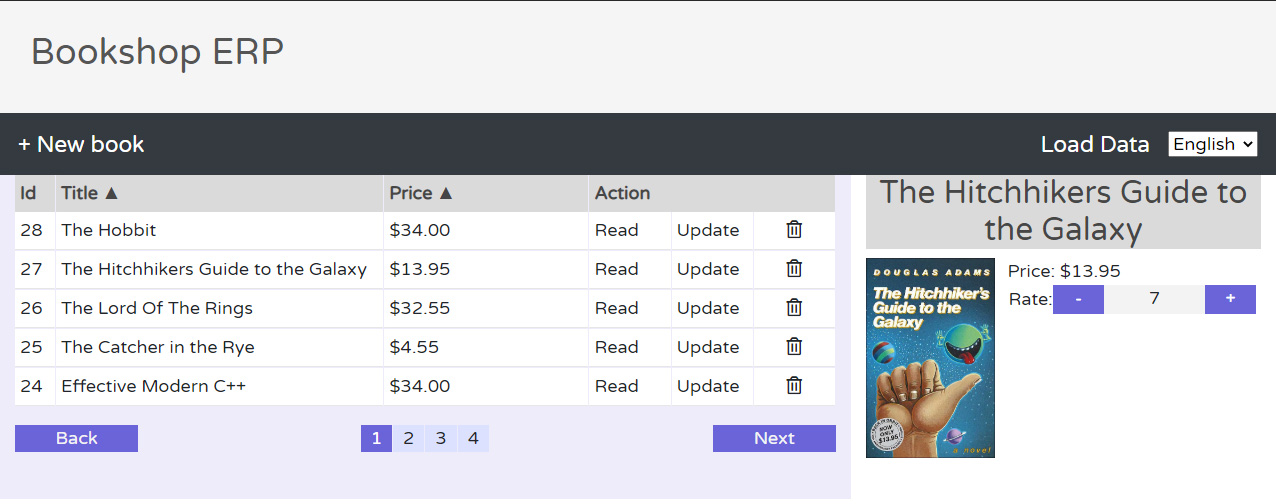 Bookshop ERP
+ New book Load Data English
Id Title ▲ Price ▲ Action
28 The Hobbit $34.00 Read Update
27 The Hitchhikers Guide to the Galaxy $13.95 Read Update
26 The Lord Of The Rings $32.55 Read Update
25 The Catcher in the Rye $4.55 Read Update
24 Effective Modern C++ $34.00 Read Update
Back 1 2 3 4 Next
The Hitchhikers Guide to
the Galaxy
DOUGLAS ADAMS
The Hitchhiker's
Guide to the
Galaxy
NOW
ONLY
$13.95
a novel
Price: $13.95
Rate: - 7 +